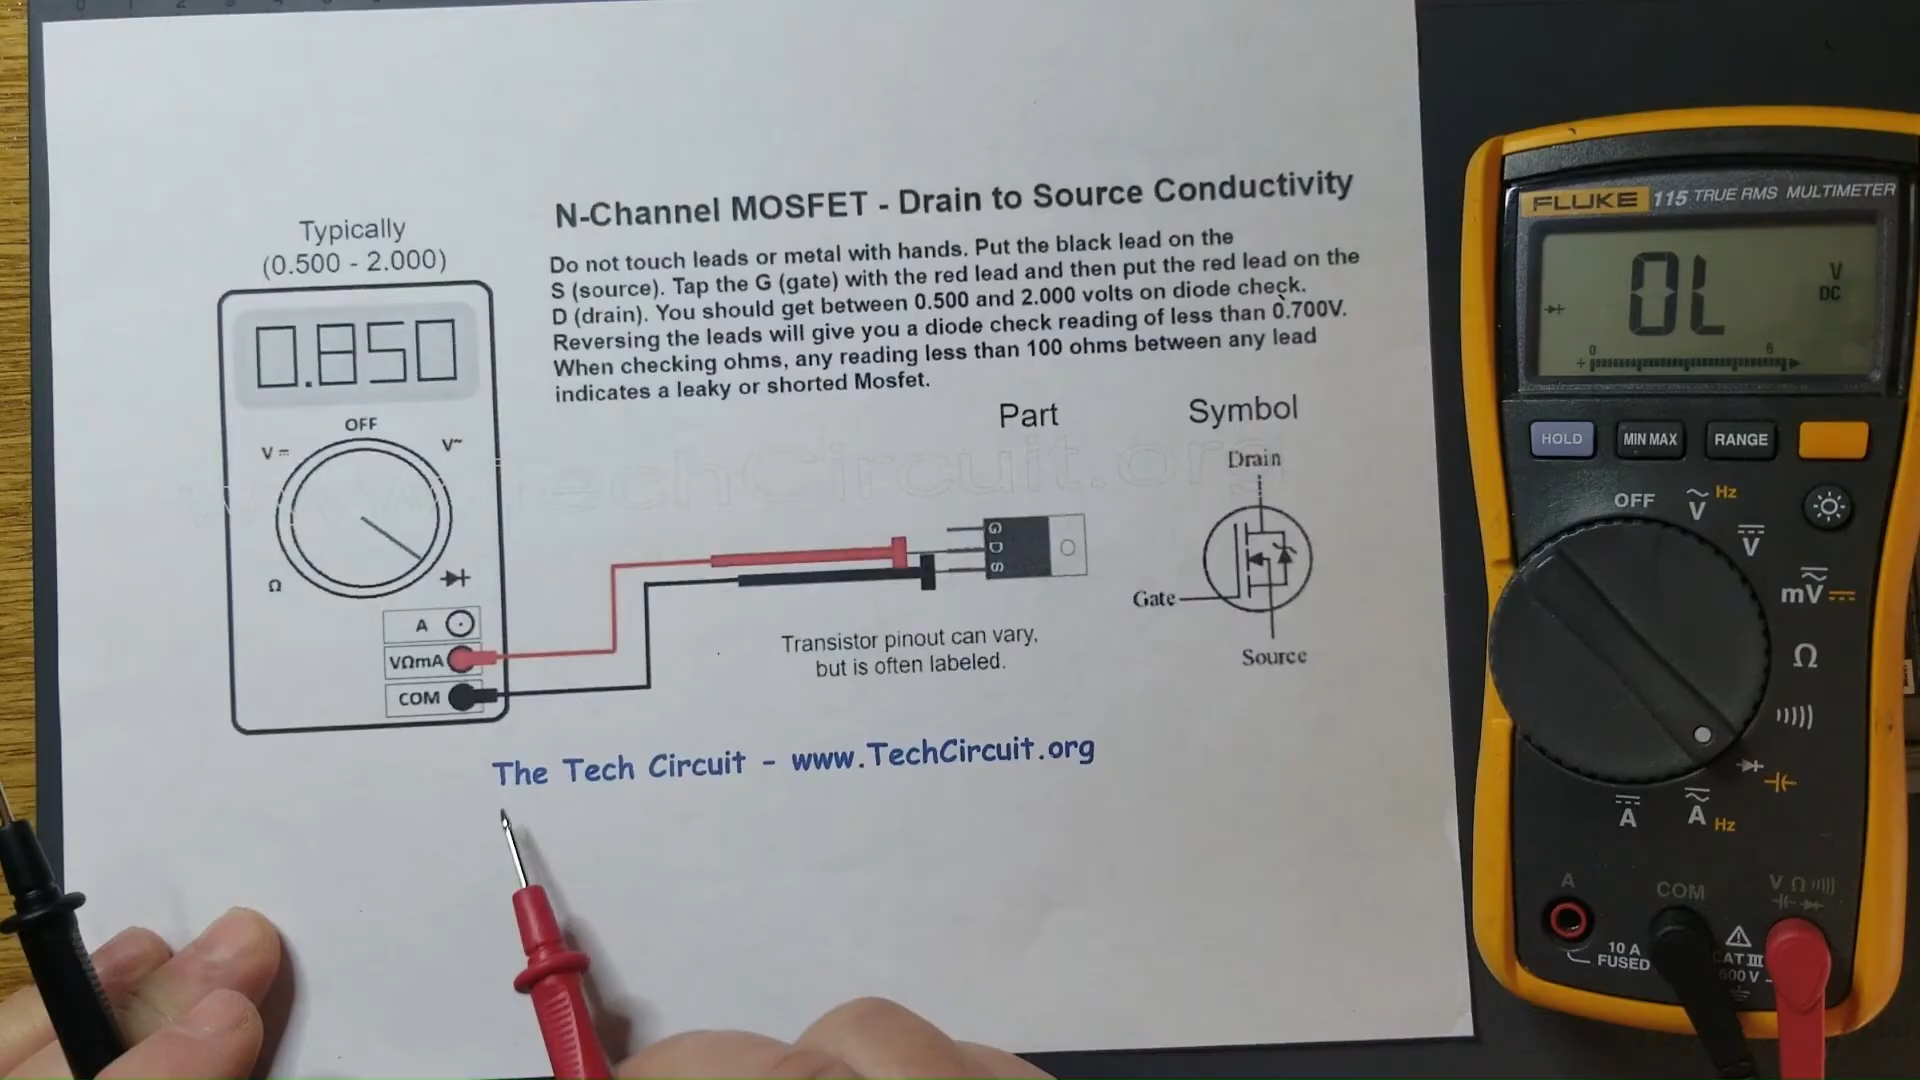 N-Channel MOSFET - Drain to Source Conductivity
Do not touch leads or metal with hands. Put the black lead on the
S (source). Tap the G (gate) with the red lead and then put the red lead on the
D (drain). You should get between 0.500 and 2.000 volts on diode check.
Reversing the leads will give you a diode check reading of less than 0.700V.
When checking ohms, any reading less than 100 ohms between any lead
indicates a leaky or shorted Mosfet.
Typically
(0.500 - 2.000)
0.850
OFF
V=
V~
Ω
A
VΩmA
COM
Part
G
D
S
Symbol
Drain
Gate
Source
Transistor pinout can vary,
but is often labeled.
www.TechCircuit.org
The Tech Circuit - www.TechCircuit.org
FLUKE 115 TRUE RMS MULTIMETER
OL
V
DC
0 6
HOLD
MIN MAX
RANGE
OFF
V Hz
V
mV
Ω
A
A Hz
A
COM
V Ω
10 A
FUSED
CAT III
600 V